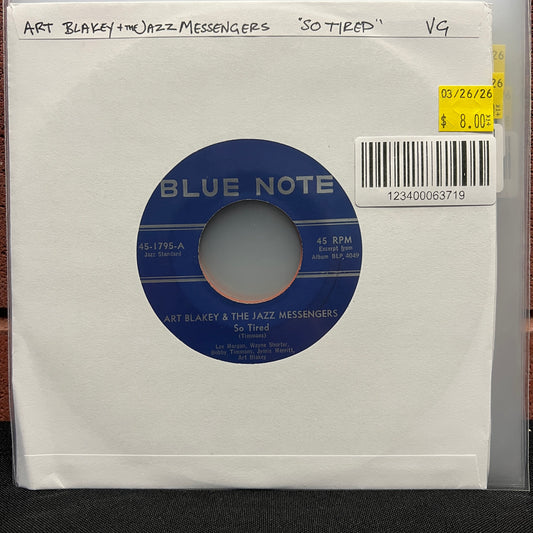 ART BLAKEY + THE JAZZ MESSENGERS "SO TIRED" VG
03/26/26
$ 8.00
123400063719
BLUE NOTE
45-1795-A
Jazz Standard
45 RPM
Excerpt from
Album BLP 4049
ART BLAKEY & THE JAZZ MESSENGERS
So Tired
(Timmons)
Lee Morgan, Wayne Shorter,
Bobby Timmons, Jymie Merritt,
Art Blakey